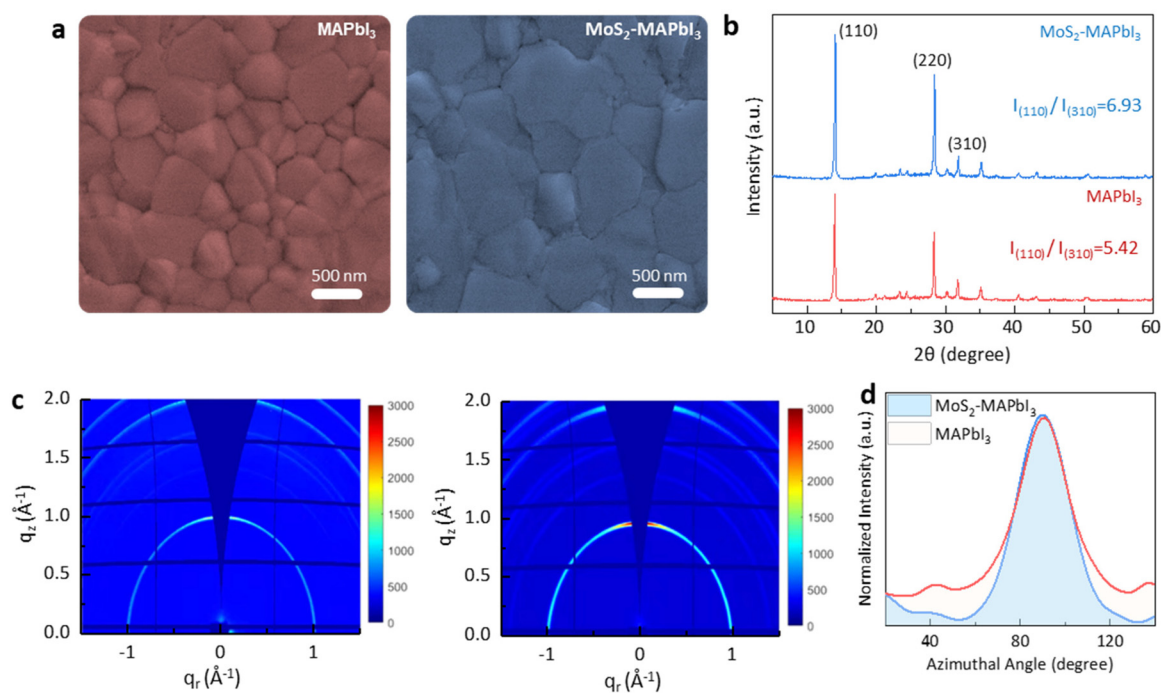 a
MAPbI₃
500 nm
MoS₂-MAPbI₃
500 nm
b
Intensity (a.u.)
(110)
(220)
(310)
MoS₂-MAPbI₃
I₍₁₁₀₎/ I₍₃₁₀₎=6.93
MAPbI₃
I₍₁₁₀₎/ I₍₃₁₀₎=5.42
10 20 30 40 50 60
2θ (degree)
c
2.0
1.5
1.0
0.5
0.0
q_z (Å⁻¹)
-1 0 1
q_r (Å⁻¹)
3000
2500
2000
1500
1000
500
0
2.0
1.5
1.0
0.5
0.0
q_z (Å⁻¹)
-1 0 1
q_r (Å⁻¹)
3000
2500
2000
1500
1000
500
0
d
MoS₂-MAPbI₃
MAPbI₃
Normalized Intensity (a.u.)
40 80 120
Azimuthal Angle (degree)